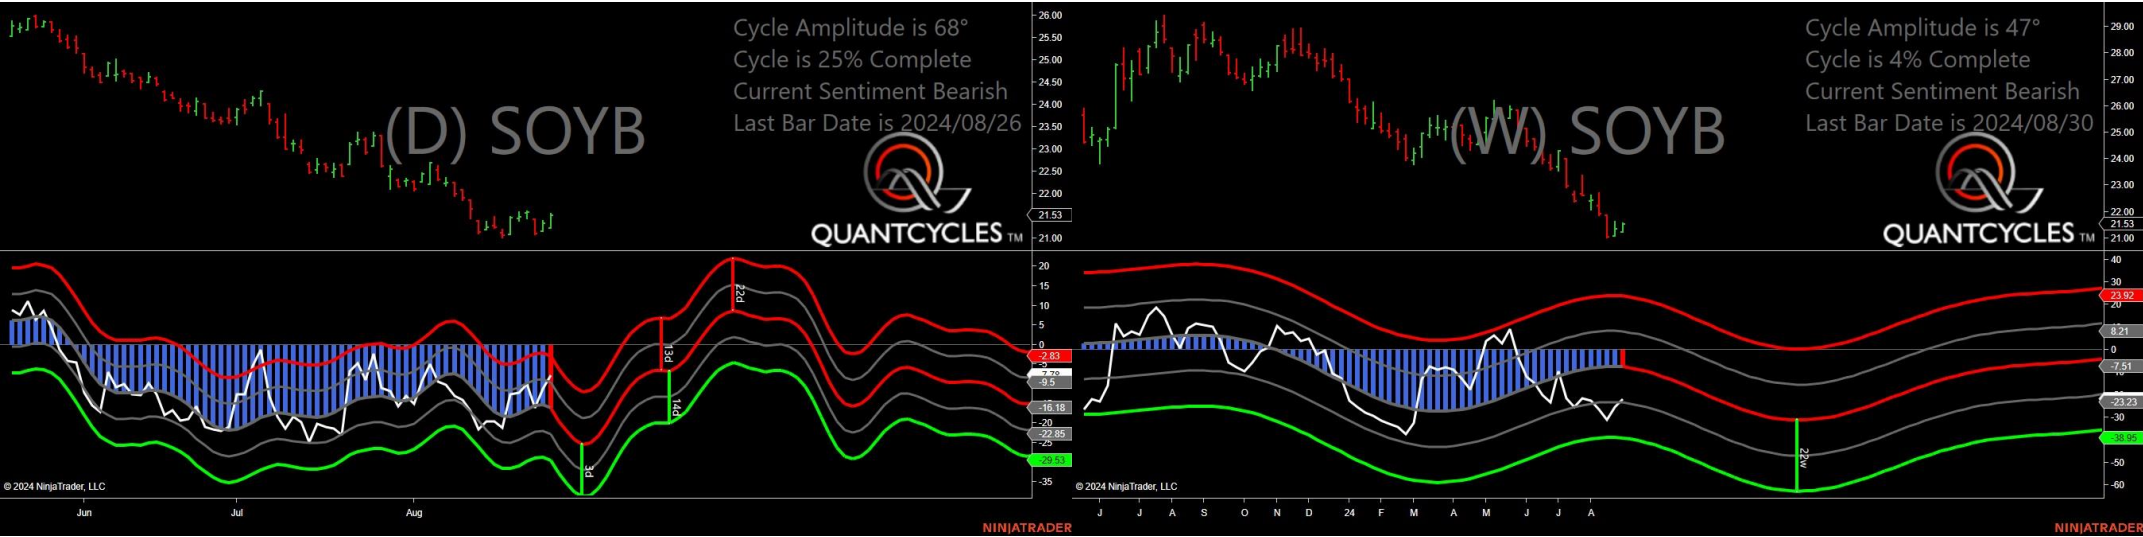 Cycle Amplitude is 68°
Cycle is 25% Complete
Current Sentiment Bearish
Last Bar Date is 2024/08/26
(D) SOYB
QUANTCYCLES TM
26.00
25.50
25.00
24.50
24.00
23.50
23.00
22.50
22.00
21.53
21.00
20
15
10
5
0
-2.83
-5
-7.78
-9.5
-16.18
-20
-22.85
-25
-29.53
-35
22d
13d
14d
3d
© 2024 NinjaTrader, LLC
Jun Jul Aug
NINJATRADER
Cycle Amplitude is 47°
Cycle is 4% Complete
Current Sentiment Bearish
Last Bar Date is 2024/08/30
(W) SOYB
QUANTCYCLES TM
29.00
28.00
27.00
26.00
25.00
24.00
23.00
22.00
21.53
21.00
40
30
23.92
20
8.21
0
-7.51
-23.23
-30
-38.95
-50
-60
22w
© 2024 NinjaTrader, LLC
J J A S O N D 24 F M A M J J A
NINJATRADER